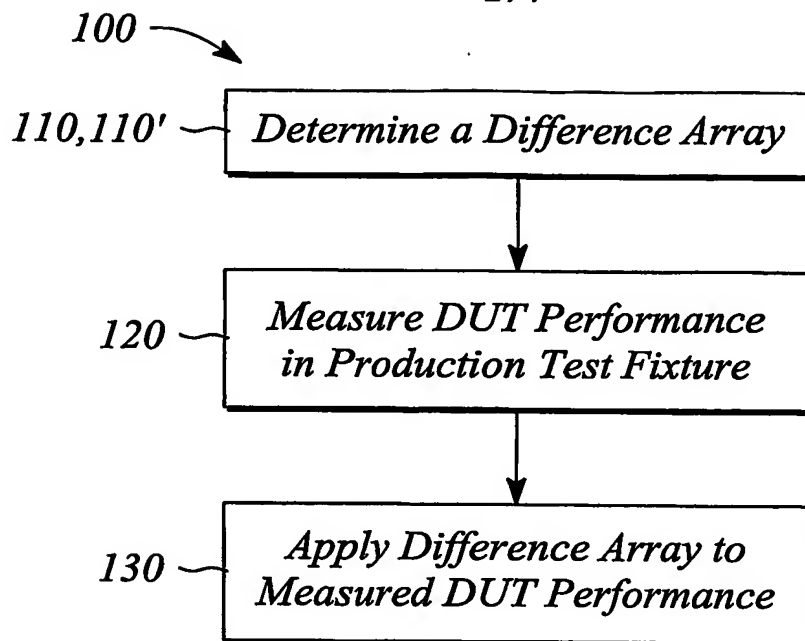 100
110,110' Determine a Difference Array
120 Measure DUT Performance
in Production Test Fixture
130 Apply Difference Array to
Measured DUT Performance